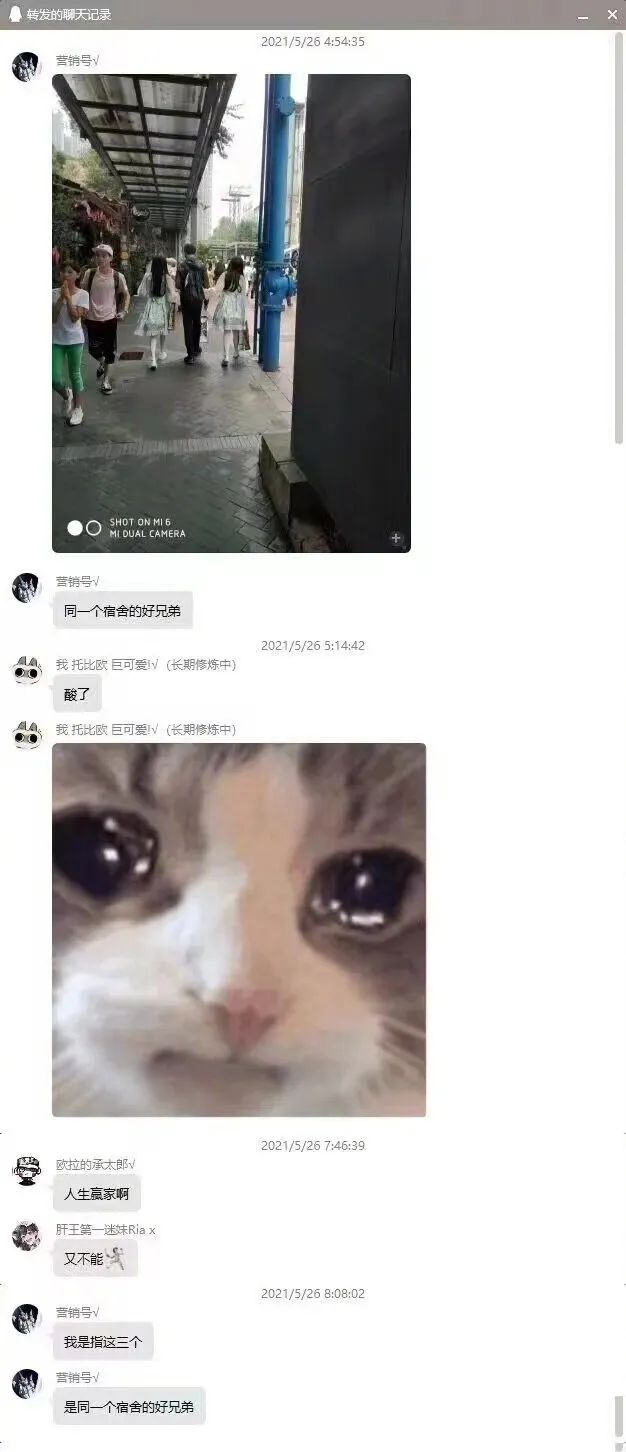 转发的聊天记录
2021/5/26 4:54:35
营销号√
SHOT ON MI 6
MI DUAL CAMERA
营销号√
同一个宿舍的好兄弟
2021/5/26 5:14:42
我 托比欧 巨可爱!√（长期修炼中）
酸了
我 托比欧 巨可爱!√（长期修炼中）
2021/5/26 7:46:39
欧拉的承太郎√
人生赢家啊
肝王第一迷妹Ria x
又不能
2021/5/26 8:08:02
营销号√
我是指这三个
营销号√
是同一个宿舍的好兄弟